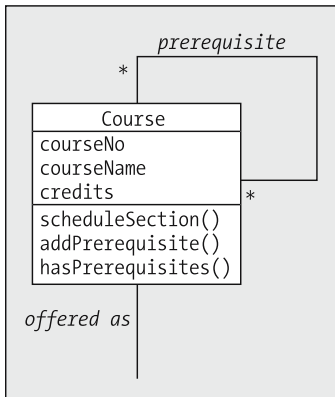 prerequisite
*
Course
courseNo
courseName
credits
*
scheduleSection()
addPrerequisite()
hasPrerequisites()
offered as